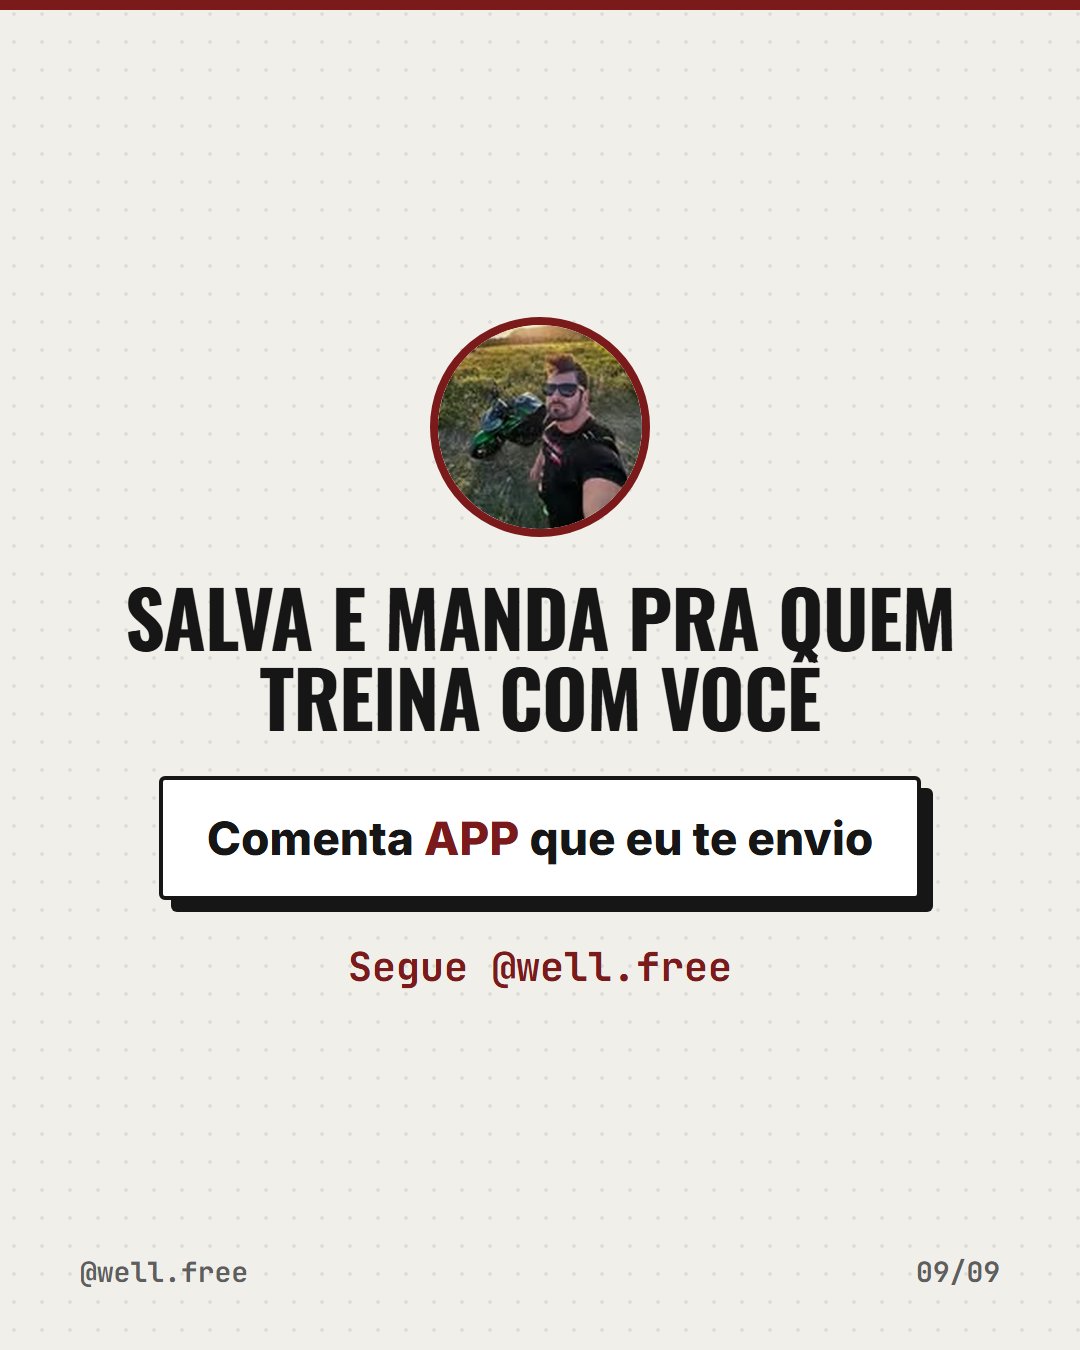 SALVA E MANDA PRA QUEM
TREINA COM VOCÊ
Comenta APP que eu te envio
Segue @well.free
@well.free
09/09